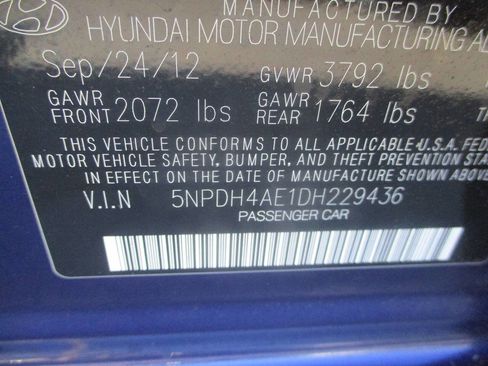 MANUFACTURED BY
HYUNDAI MOTOR MANUFACTURING
Sep/24/12 GVWR 3792 lbs
GAWR FRONT 2072 lbs GAWR REAR 1764 lbs
THIS VEHICLE CONFORMS TO ALL APPLICABLE U.S.A. FED
MOTOR VEHICLE SAFETY, BUMPER, AND THEFT PREVENTION
IN EFFECT ON THE DATE OF MANUFACTURE SHOWN ABOVE
V.I.N 5NPDH4AE1DH229436
PASSENGER CAR